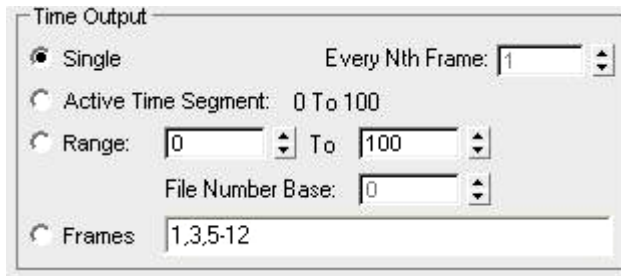 Time Output
Single Every Nth Frame: 1
Active Time Segment: 0 To 100
Range: 0 To 100
File Number Base: 0
Frames 1,3,5-12